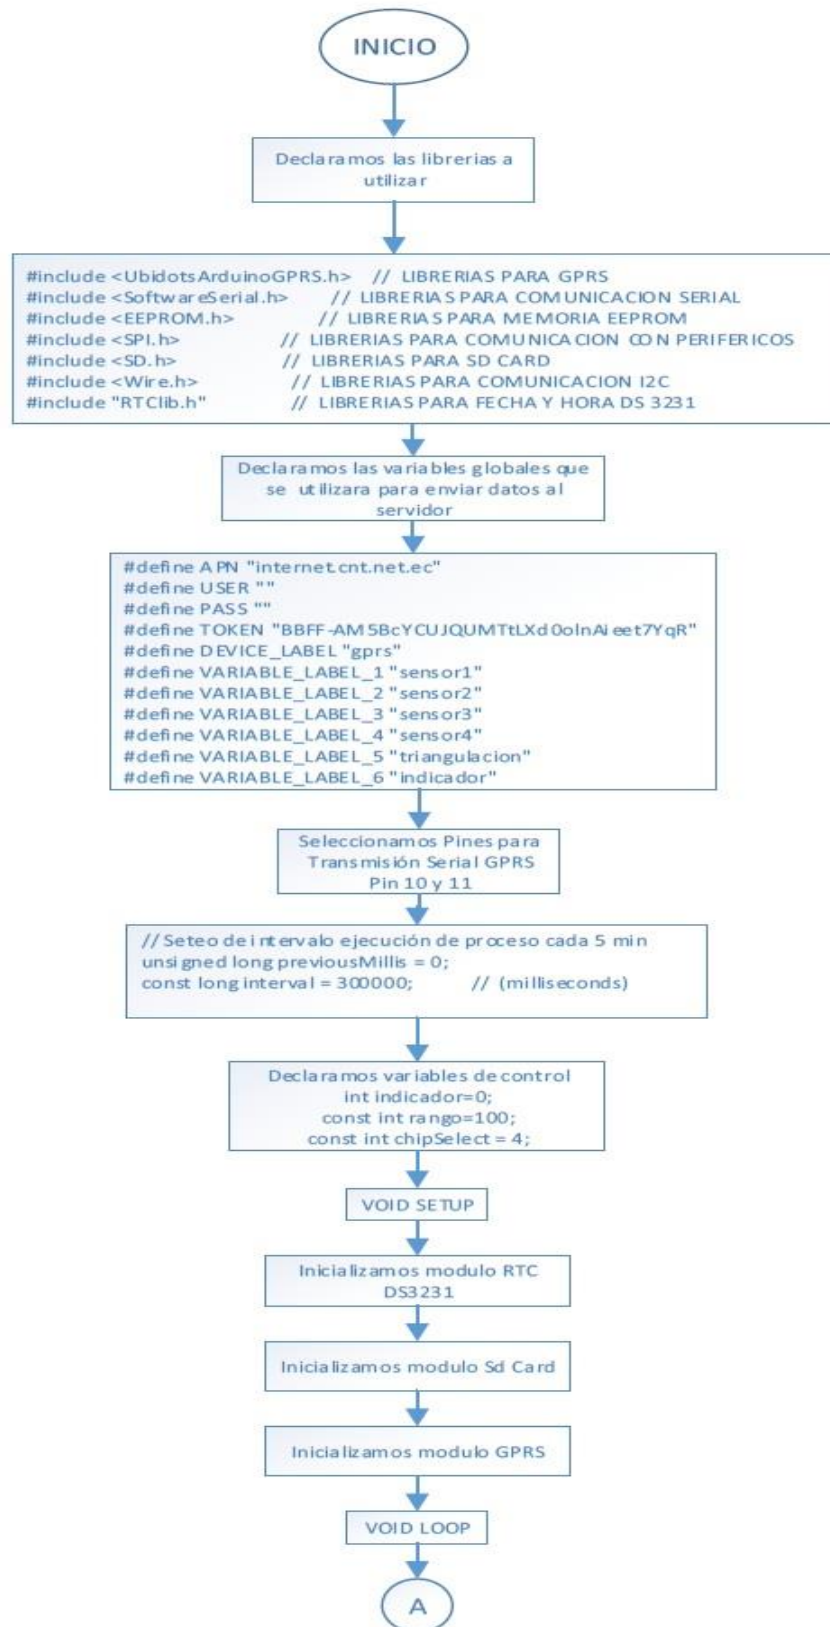 INICIO
Declaramos las librerias a
utilizar
#include <UbidotsArduinoGPRS.h> // LIBRERIAS PARA GPRS
#include <SoftwareSerial.h> // LIBRERIAS PARA COMUNICACION SERIAL
#include <EEPROM.h> // LIBRERIAS PARA MEMORIA EEPROM
#include <SPI.h> // LIBRERIAS PARA COMUNICACION CON PERIFERICOS
#include <SD.h> // LIBRERIAS PARA SD CARD
#include <Wire.h> // LIBRERIAS PARA COMUNICACION I2C
#include "RTClib.h" // LIBRERIAS PARA FECHA Y HORA DS 3231
Declaramos las variables globales que
se utilizara para enviar datos al
servidor
#define APN "internet.cnt.net.ec"
#define USER ""
#define PASS ""
#define TOKEN "BBFF-AM5BcYCUJQUMTtLXd0olnAieet7YqR"
#define DEVICE_LABEL "gprs"
#define VARIABLE_LABEL_1 "sensor1"
#define VARIABLE_LABEL_2 "sensor2"
#define VARIABLE_LABEL_3 "sensor3"
#define VARIABLE_LABEL_4 "sensor4"
#define VARIABLE_LABEL_5 "triangulacion"
#define VARIABLE_LABEL_6 "indicador"
Seleccionamos Pines para
Transmisión Serial GPRS
Pin 10 y 11
// Seteo de intervalo ejecución de proceso cada 5 min
unsigned long previousMillis = 0;
const long interval = 300000; // (milliseconds)
Declaramos variables de control
int indicador=0;
const int rango=100;
const int chipSelect = 4;
VOID SETUP
Inicializamos modulo RTC
DS3231
Inicializamos modulo Sd Card
Inicializamos modulo GPRS
VOID LOOP
A